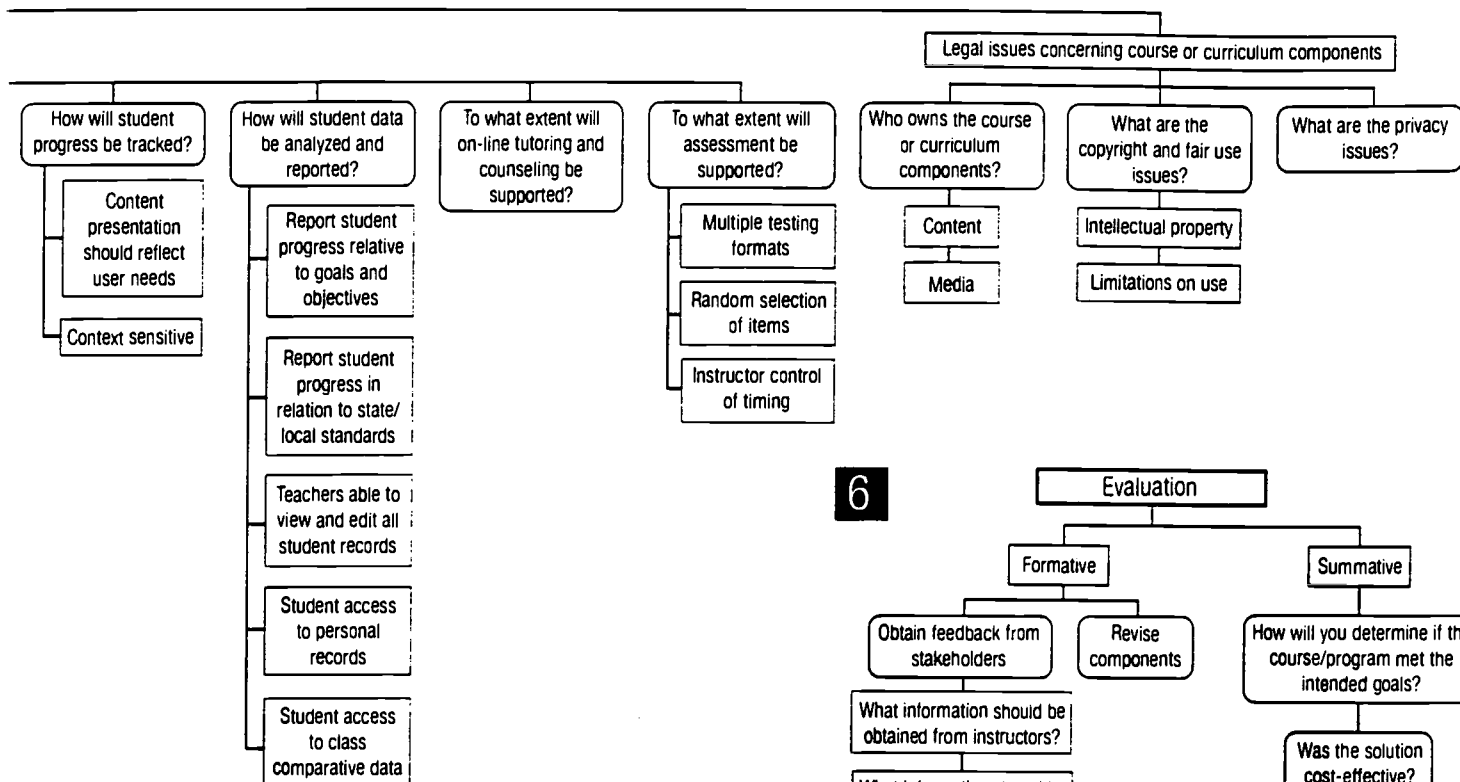 Legal issues concerning course or curriculum components
How will student
progress be tracked?
Content
presentation
should reflect
user needs
Context sensitive
How will student data
be analyzed and
reported?
Report student
progress relative
to goals and
objectives
Report student
progress in
relation to state/
local standards
Teachers able to
view and edit all
student records
Student access
to personal
records
Student access
to class
comparative data
To what extent will
on-line tutoring and
counseling be
supported?
To what extent will
assessment be
supported?
Multiple testing
formats
Random selection
of items
Instructor control
of timing
Who owns the course
or curriculum
components?
Content
Media
What are the
copyright and fair use
issues?
Intellectual property
Limitations on use
What are the privacy
issues?
6
Evaluation
Formative
Obtain feedback from
stakeholders
What information should be
obtained from instructors?
Revise
components
Summative
How will you determine if
course/program met the
intended goals?
Was the solution
cost-effective?